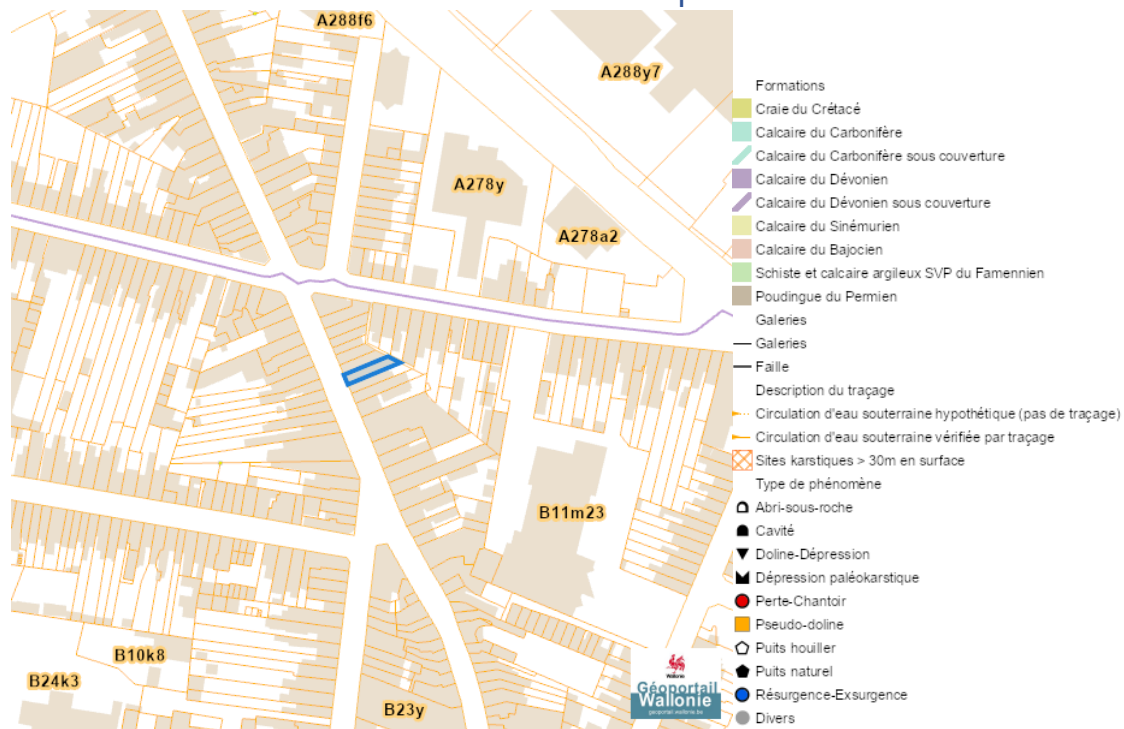 A288f6
A288y7
A278y
A278a2
B11m23
B10k8
B24k3
B23y
Wallonie
Géoportail
Wallonie
geoportail.wallonie.be
Formations
Craie du Crétacé
Calcaire du Carbonifère
Calcaire du Carbonifère sous couverture
Calcaire du Dévonien
Calcaire du Dévonien sous couverture
Calcaire du Sinémurien
Calcaire du Bajocien
Schiste et calcaire argileux SVP du Famennien
Poudingue du Permien
Galeries
Galeries
Faille
Description du traçage
Circulation d'eau souterraine hypothétique (pas de traçage)
Circulation d'eau souterraine vérifiée par traçage
Sites karstiques > 30m en surface
Type de phénomène
Abri-sous-roche
Cavité
Doline-Dépression
Dépression paléokarstique
Perte-Chantoir
Pseudo-doline
Puits houiller
Puits naturel
Résurgence-Exsurgence
Divers